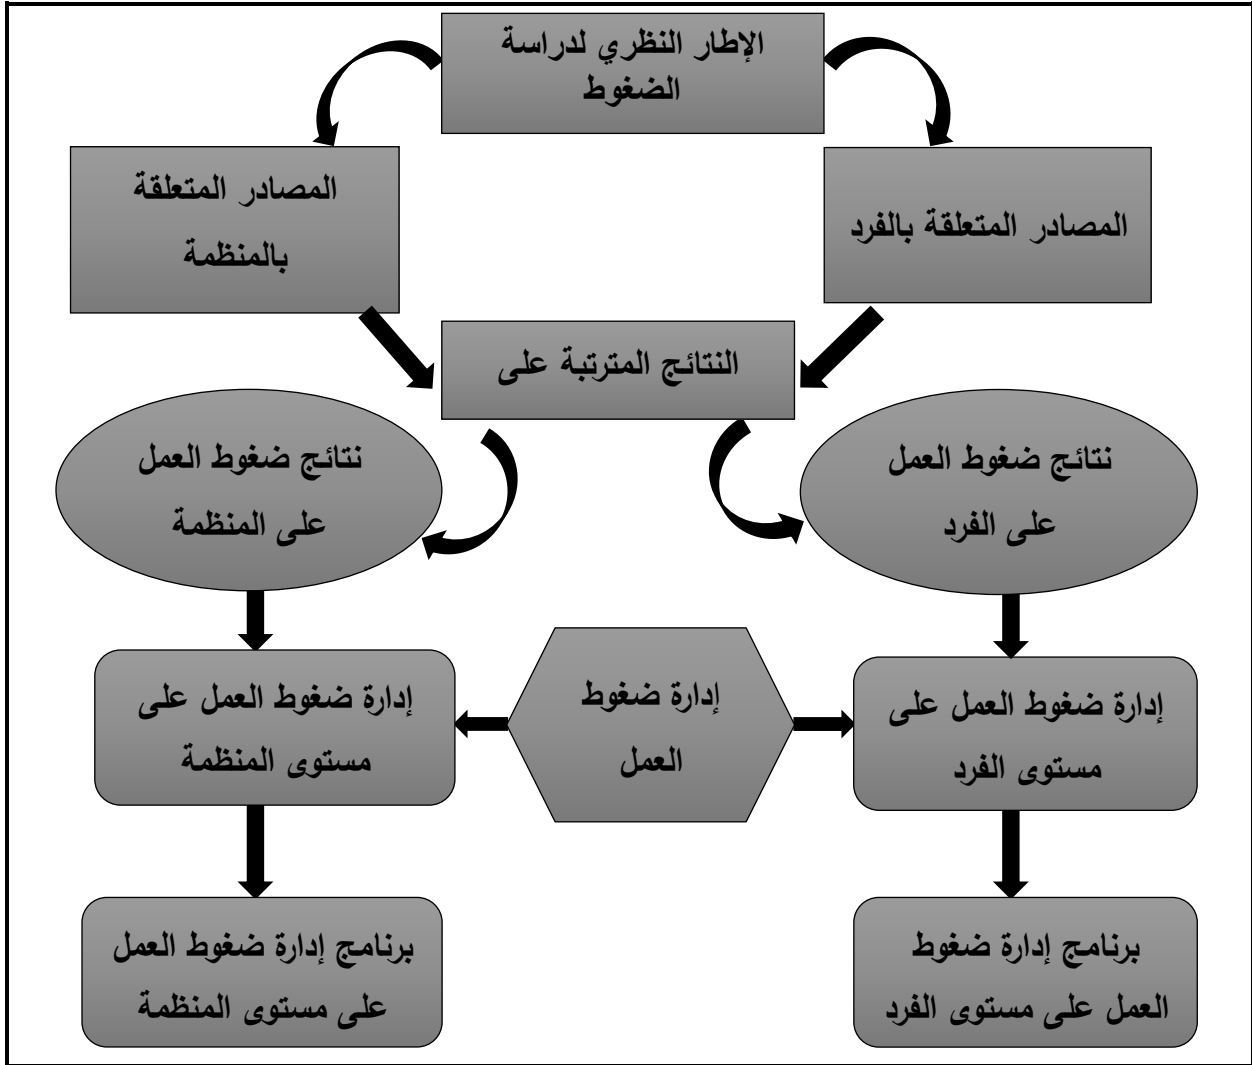 الإطار النظري لدراسة
الضغوط
المصادر المتعلقة بالفرد
المصادر المتعلقة
بالمنظمة
النتائج المترتبة على
نتائج ضغوط العمل
على الفرد
نتائج ضغوط العمل
على المنظمة
إدارة ضغوط العمل على
مستوى الفرد
إدارة ضغوط
العمل
إدارة ضغوط العمل على
مستوى المنظمة
برنامج إدارة ضغوط
العمل على مستوى الفرد
برنامج إدارة ضغوط العمل
على مستوى المنظمة